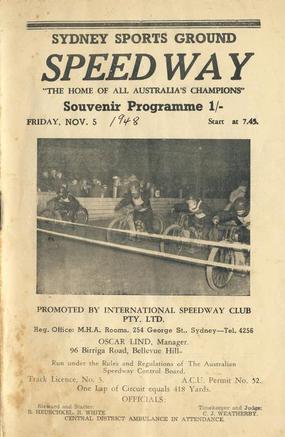 SYDNEY SPORTS GROUND
SPEEDWAY
"THE HOME OF ALL AUSTRALIA'S CHAMPIONS"
Souvenir Programme 1/-
FRIDAY, NOV. 5 1948 Start at 7.45.
PROMOTED BY INTERNATIONAL SPEEDWAY CLUB
PTY. LTD.
Reg. Office: M.H.A. Rooms, 254 George St., Sydney—Tel. 4256
OSCAR LIND, Manager.
96 Birriga Road, Bellevue Hill.
Run under the Rules and Regulations of The Australian
Speedway Control Board.
Track Licence, No. 3. A.C.U. Permit No. 52.
One Lap of Circuit equals 418 Yards.
OFFICIALS:
Steward and Starter: Timekeeper and Judge:
B. HEUSCHKEL, R. WHITE C. J. WEATHERBY.
CENTRAL DISTRICT AMBULANCE IN ATTENDANCE.